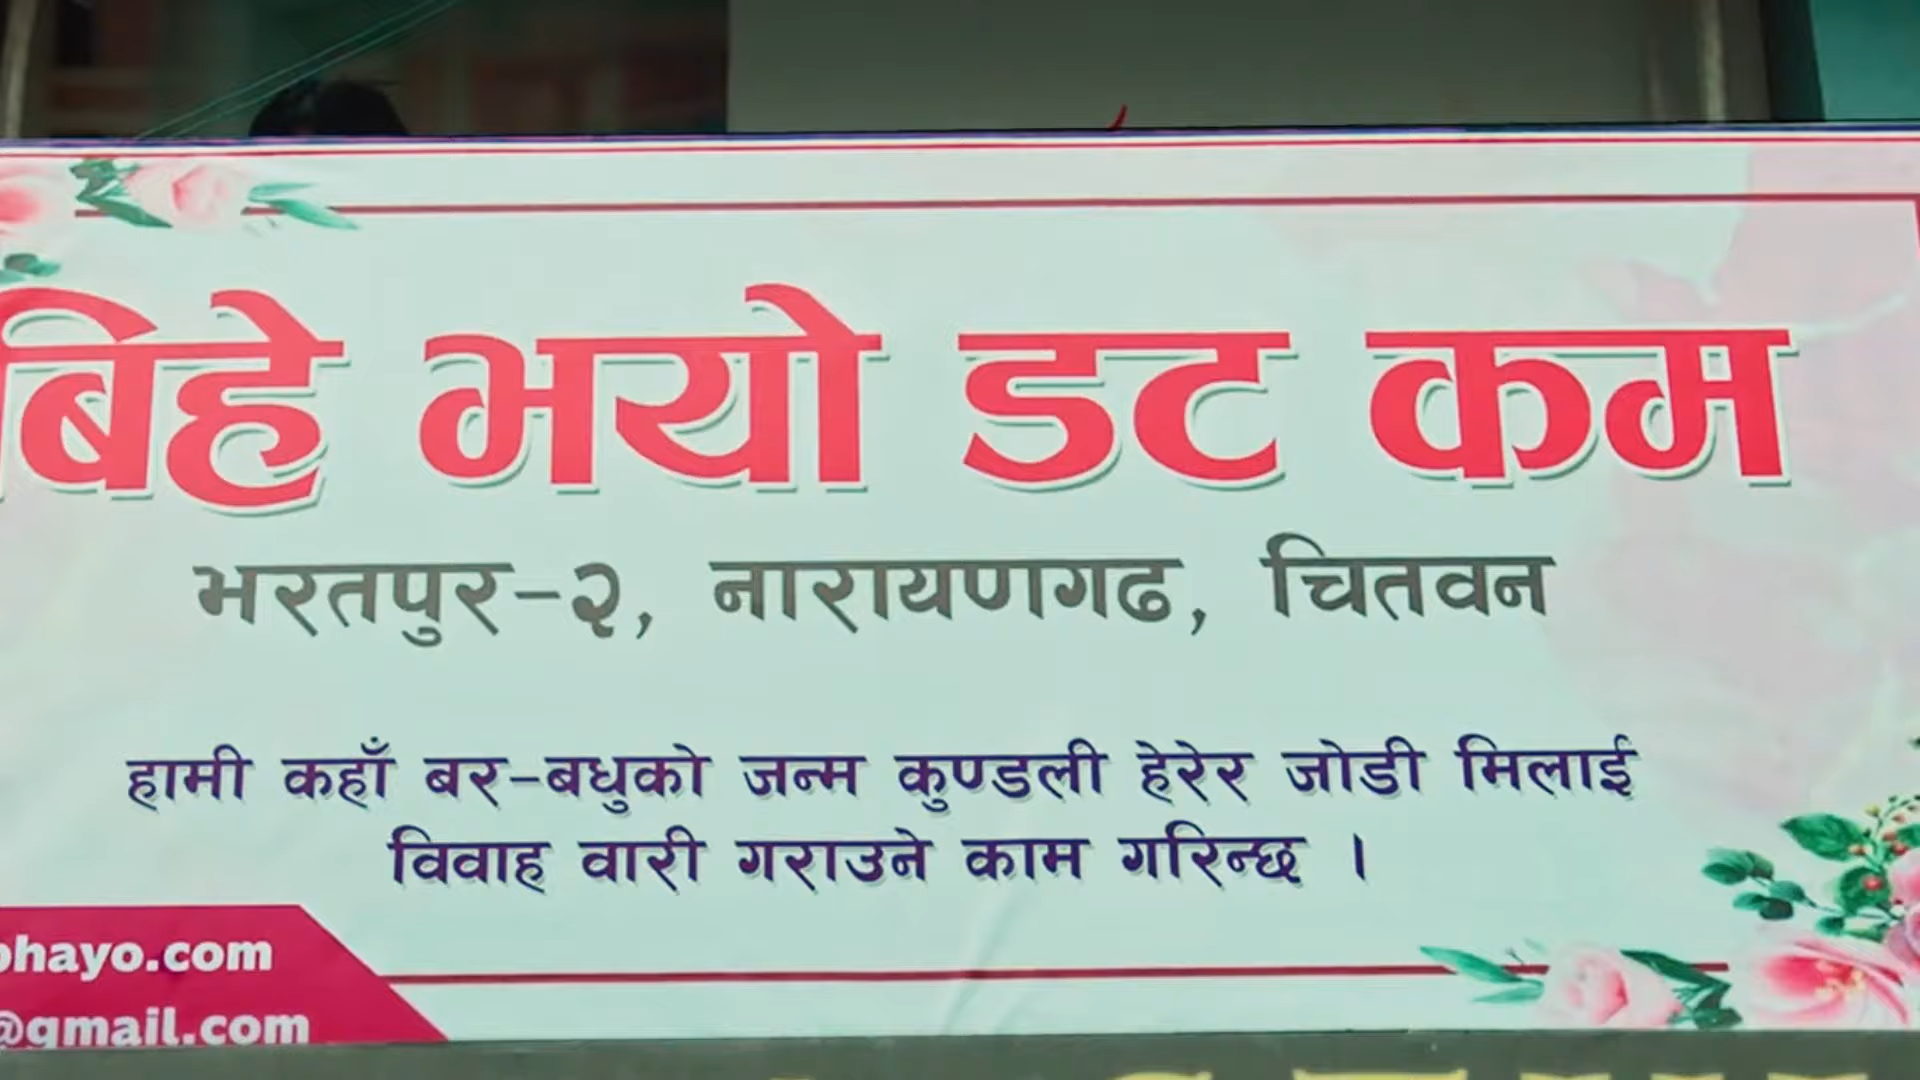 बिहे भयो डट कम
भरतपुर-२, नारायणगढ, चितवन
हामी कहाँ बर-बधुको जन्म कुण्डली हेरेर जोडी मिलाई
विवाह वारी गराउने काम गरिन्छ ।
bhayo.com
@gmail.com